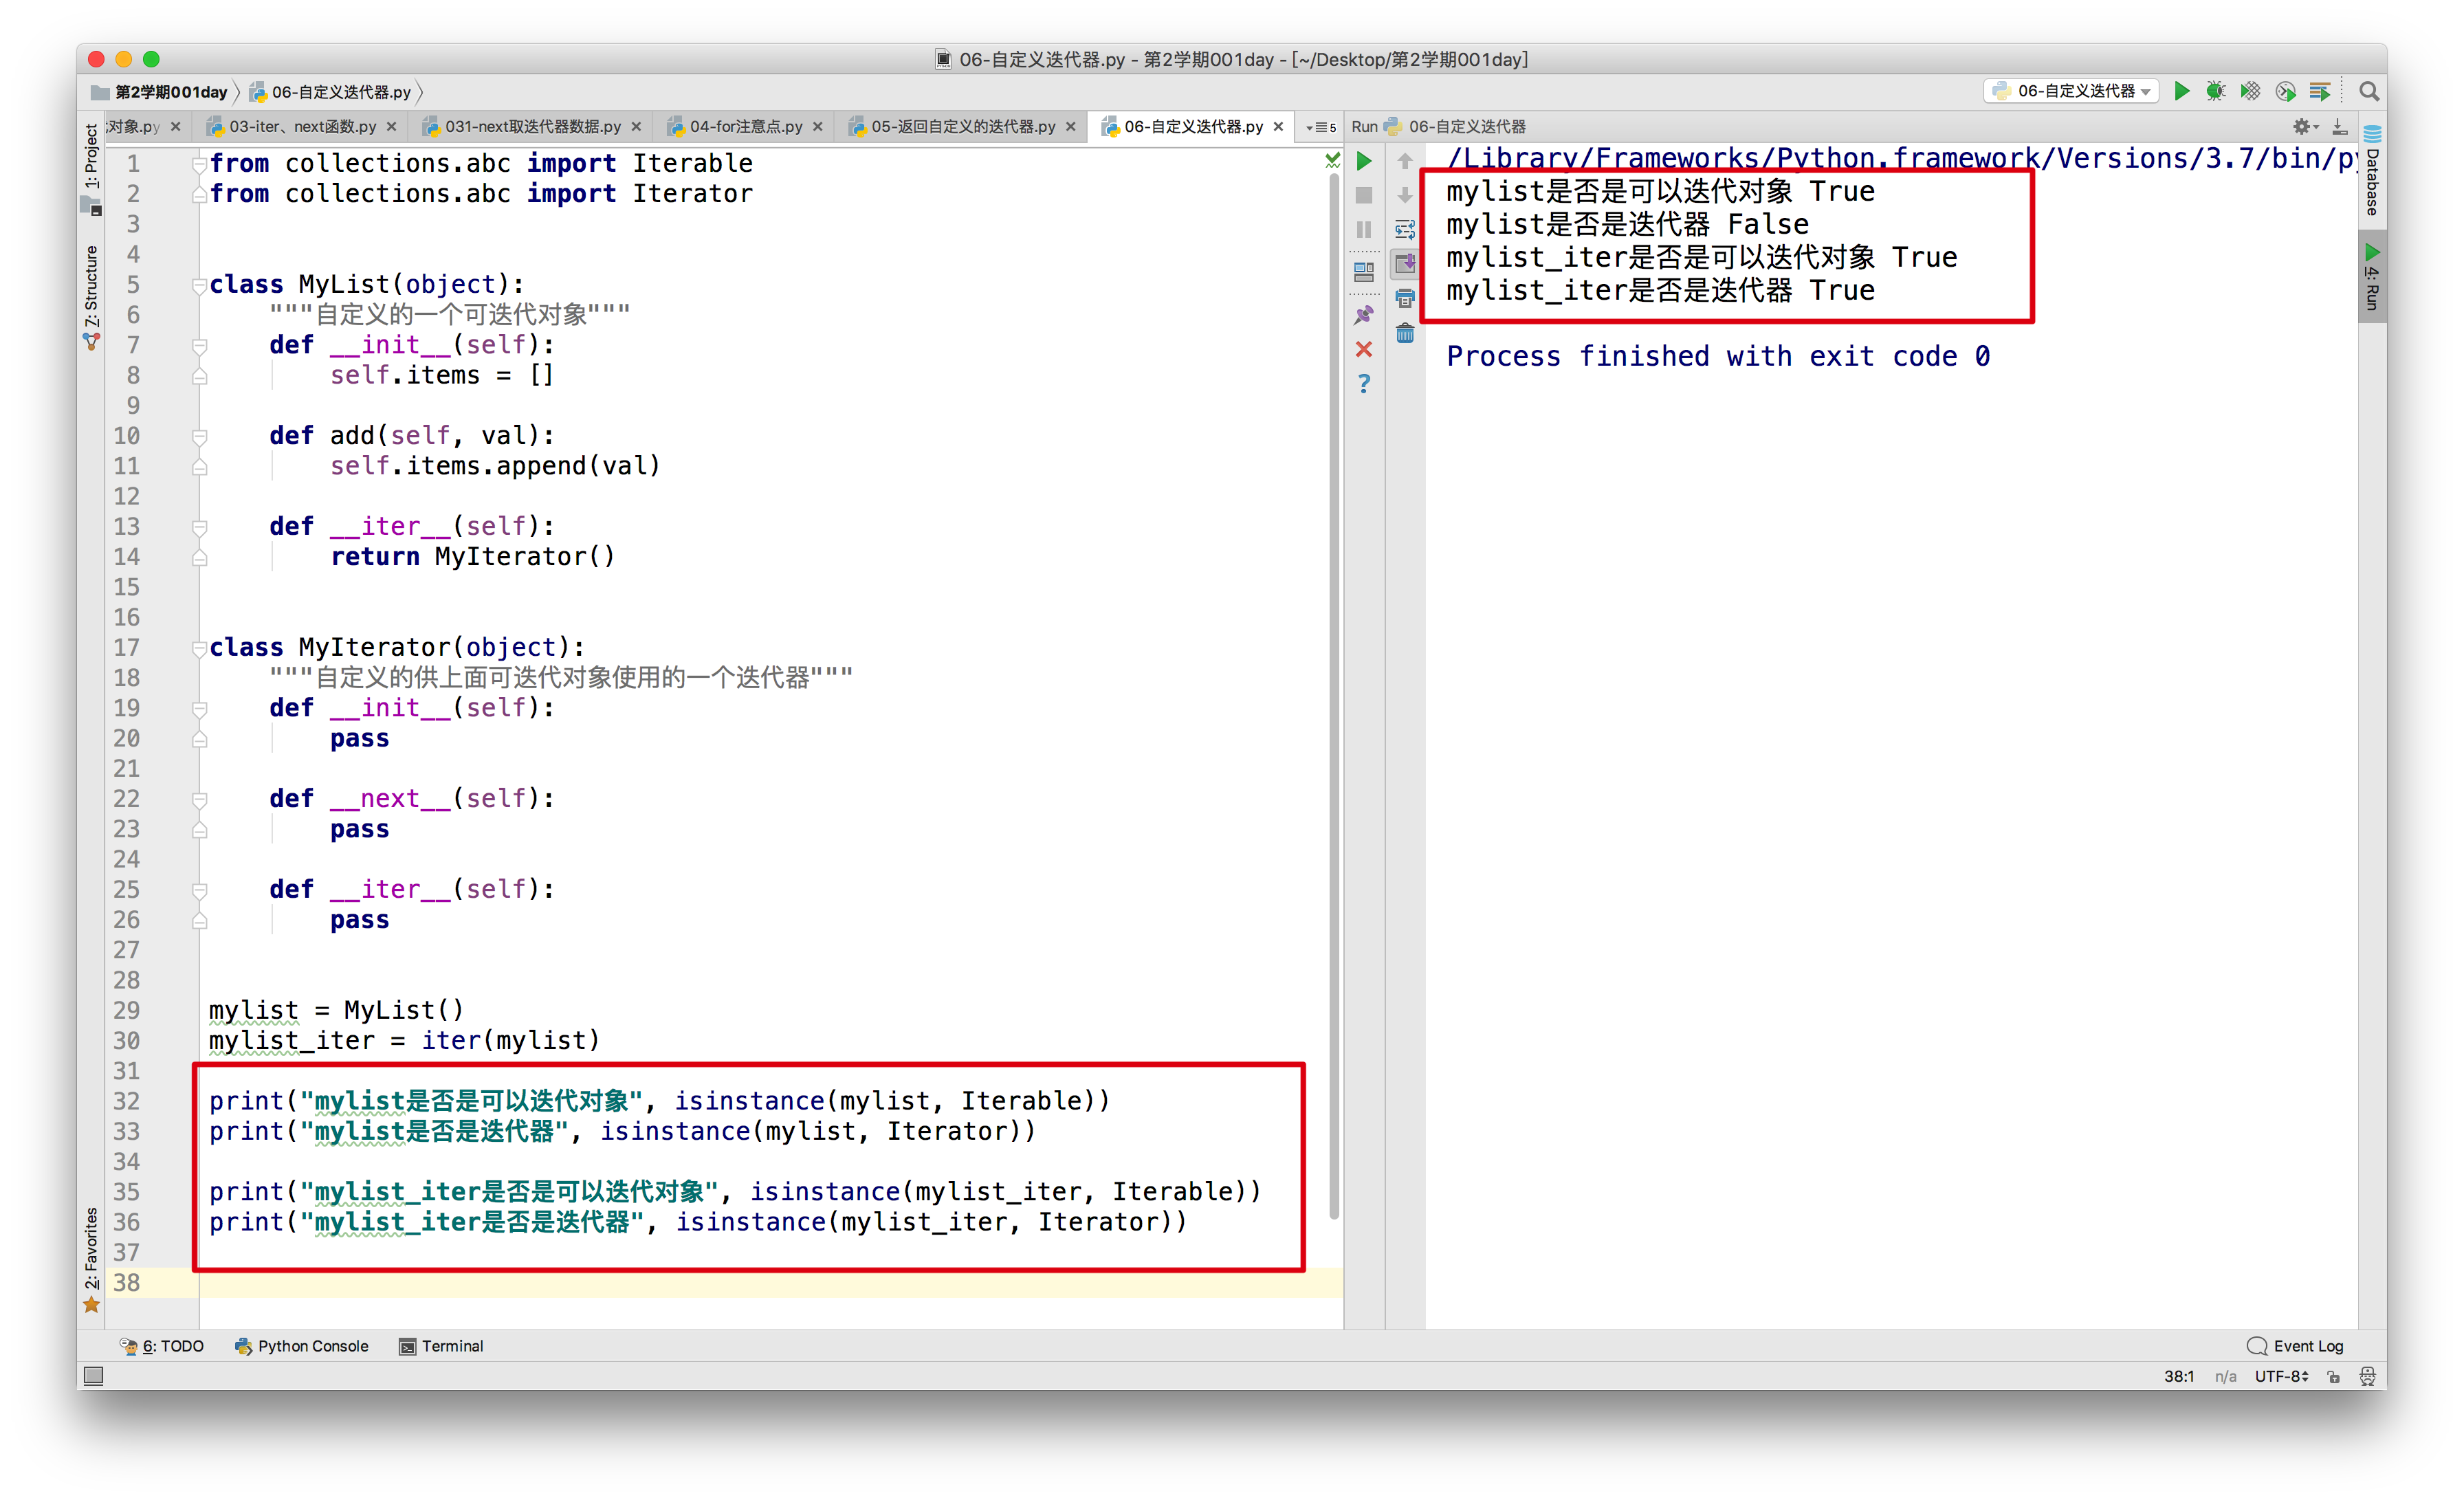 06-自定义迭代器.py - 第2学期001day - [~/Desktop/第2学期001day]
第2学期001day 06-自定义迭代器.py
06-自定义迭代器
对象.py 03-iter、next函数.py 031-next取迭代器数据.py 04-for注意点.py 05-返回自定义的迭代器.py 06-自定义迭代器.py 5
Run 06-自定义迭代器
1: Project
7: Structure
2: Favorites
1 from collections.abc import Iterable
2 from collections.abc import Iterator
3
4
5 class MyList(object):
6 """自定义的一个可迭代对象"""
7 def __init__(self):
8 self.items = []
9
10 def add(self, val):
11 self.items.append(val)
12
13 def __iter__(self):
14 return MyIterator()
15
16
17 class MyIterator(object):
18 """自定义的供上面可迭代对象使用的一个迭代器"""
19 def __init__(self):
20 pass
21
22 def __next__(self):
23 pass
24
25 def __iter__(self):
26 pass
27
28
29 mylist = MyList()
30 mylist_iter = iter(mylist)
31
32 print("mylist是否是可以迭代对象", isinstance(mylist, Iterable))
33 print("mylist是否是迭代器", isinstance(mylist, Iterator))
34
35 print("mylist_iter是否是可以迭代对象", isinstance(mylist_iter, Iterable))
36 print("mylist_iter是否是迭代器", isinstance(mylist_iter, Iterator))
37
38
/Library/Frameworks/Python.framework/Versions/3.7/bin/py
mylist是否是可以迭代对象 True
mylist是否是迭代器 False
mylist_iter是否是可以迭代对象 True
mylist_iter是否是迭代器 True
Process finished with exit code 0
Database
4: Run
6: TODO Python Console Terminal Event Log
38:1 n/a UTF-8